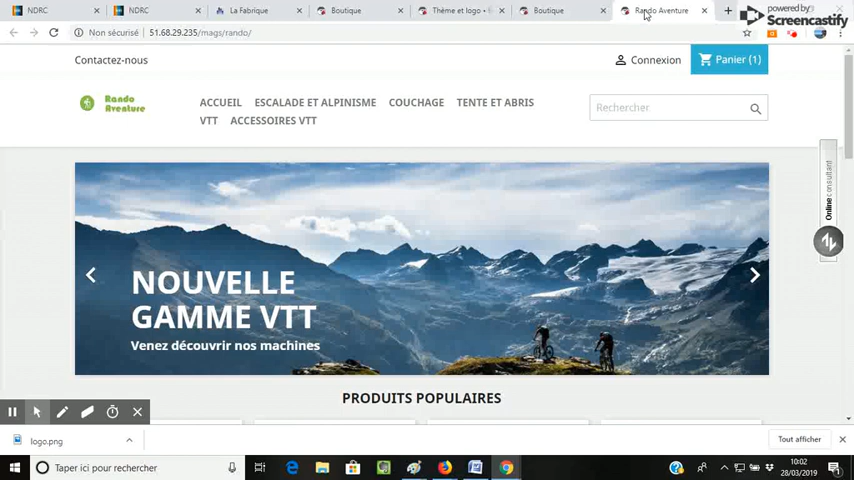 NDRC
NDRC
La Fabrique
Boutique
Thème et logo •
Boutique
Rando Aventure
powered by
Screencastify
Non sécurisé
51.68.29.235/mags/rando/
Contactez-nous
Connexion
Panier (1)
Rando
Aventure
ACCUEIL
ESCALADE ET ALPINISME
COUCHAGE
TENTE ET ABRIS
VTT
ACCESSOIRES VTT
Rechercher
Online consultant
NOUVELLE
GAMME VTT
Venez découvrir nos machines
PRODUITS POPULAIRES
logo.png
Tout afficher
Taper ici pour rechercher
10:02
28/03/2019